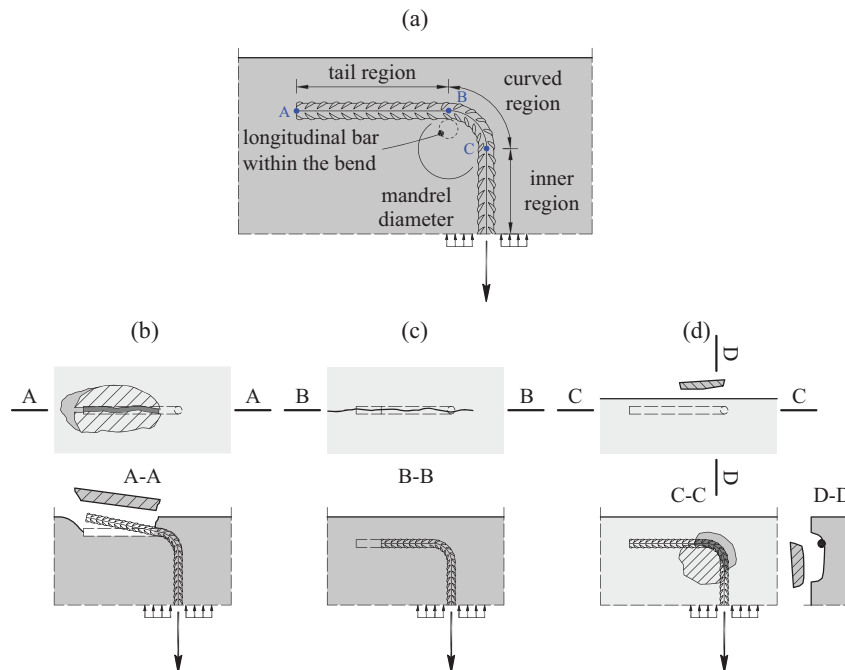 (a)
tail region
curved
region
A
B
C
longitudinal bar
within the bend
mandrel
diameter
inner
region
(b)
(c)
(d)
D
A
A
B
B
C
C
D
A-A
B-B
C-C
D-D